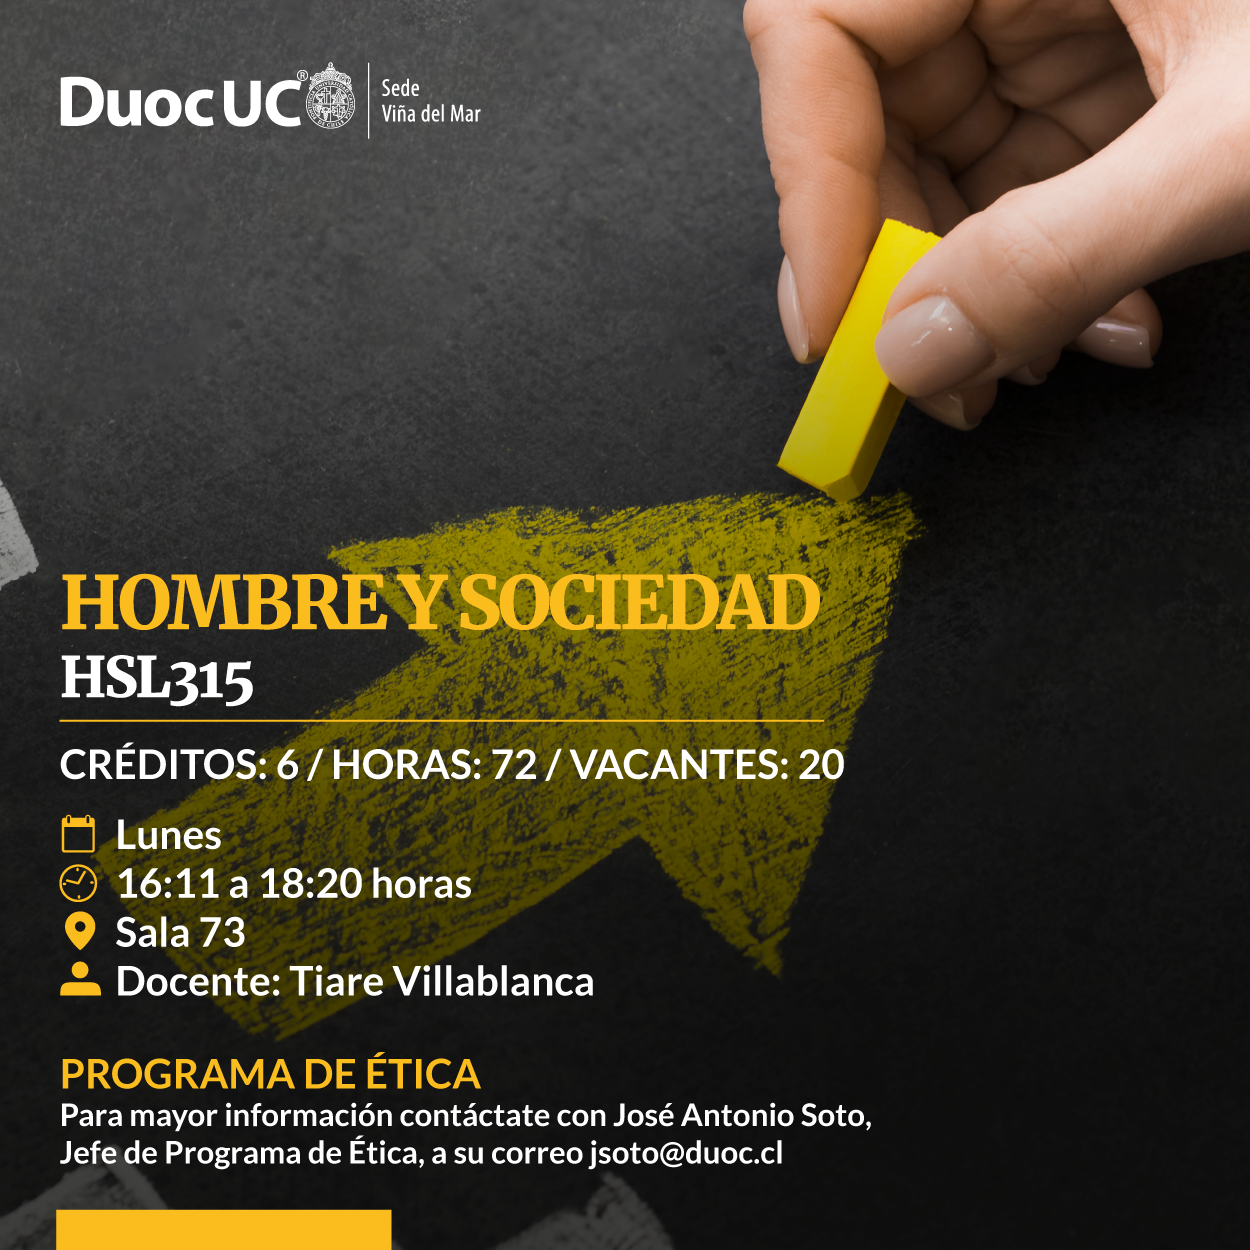 Duoc UC®
Sede
Viña del Mar
HOMBRE Y SOCIEDAD
HSL315
CRÉDITOS: 6 / HORAS: 72 / VACANTES: 20
Lunes
16:11 a 18:20 horas
Sala 73
Docente: Tiare Villablanca
PROGRAMA DE ÉTICA
Para mayor información contáctate con José Antonio Soto,
Jefe de Programa de Ética, a su correo jsoto@duoc.cl